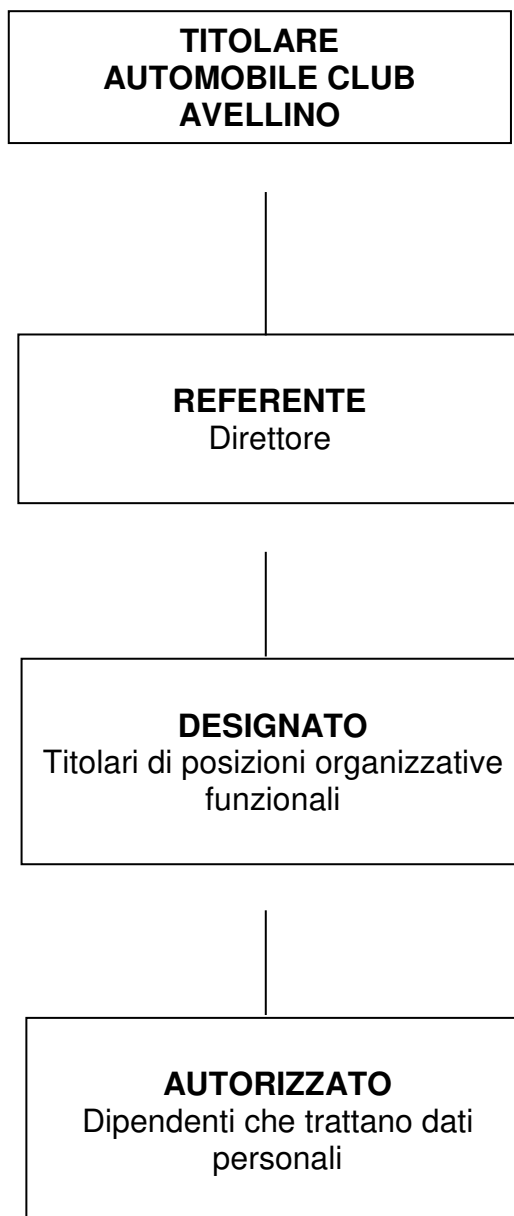 TITOLARE
AUTOMOBILE CLUB
AVELLINO
REFERENTE
Direttore
DESIGNATO
Titolari di posizioni organizzative
funzionali
AUTORIZZATO
Dipendenti che trattano dati
personali